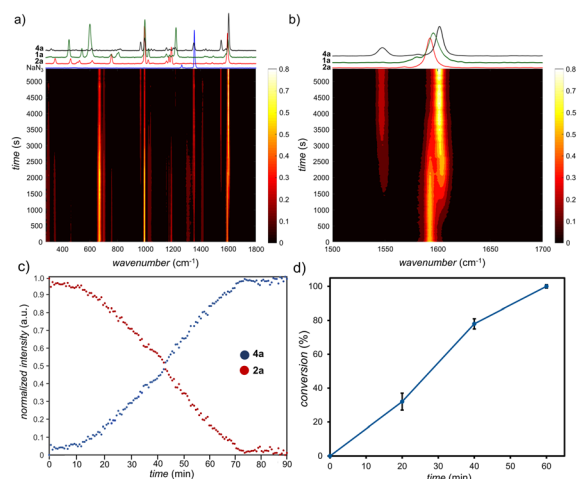 a)
4a
1a
2a
NaN₃
5000
4500
4000
3500
3000
2500
2000
1500
1000
500
0
time (s)
400 600 800 1000 1200 1400 1600 1800
wavenumber (cm⁻¹)
0.8
0.7
0.6
0.5
0.4
0.3
0.2
0.1
0
b)
4a
1a
2a
5000
4500
4000
3500
3000
2500
2000
1500
1000
500
0
time (s)
1500 1550 1600 1650 1700
wavenumber (cm⁻¹)
0.8
0.7
0.6
0.5
0.4
0.3
0.2
0.1
0
c)
1.0
0.9
0.8
0.7
0.6
0.5
0.4
0.3
0.2
0.1
0
normalized intensity (a.u.)
4a
2a
0 10 20 30 40 50 60 70 80 90
time (min)
d)
100
80
60
40
20
0
conversion (%)
0 20 40 60
time (min)